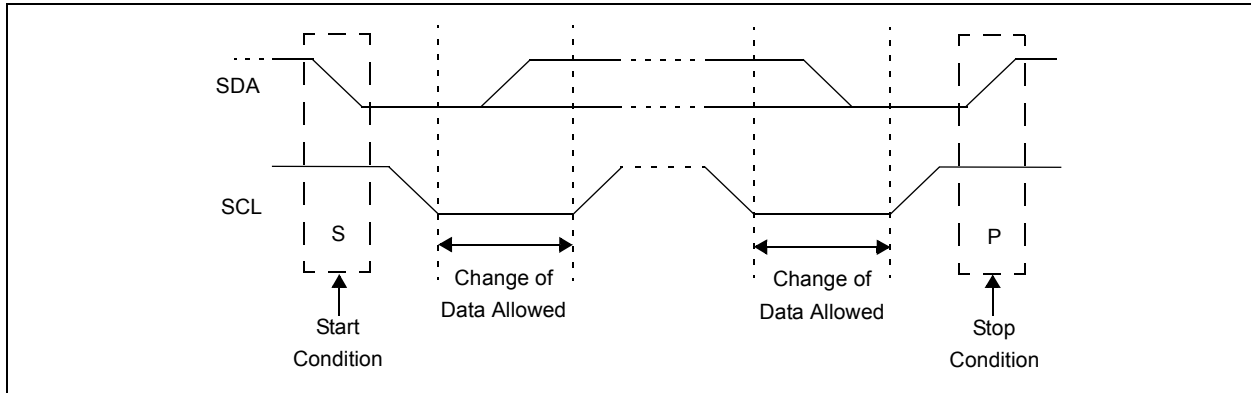 SDA
SCL
S
P
Change of
Data Allowed
Change of
Data Allowed
Start
Condition
Stop
Condition